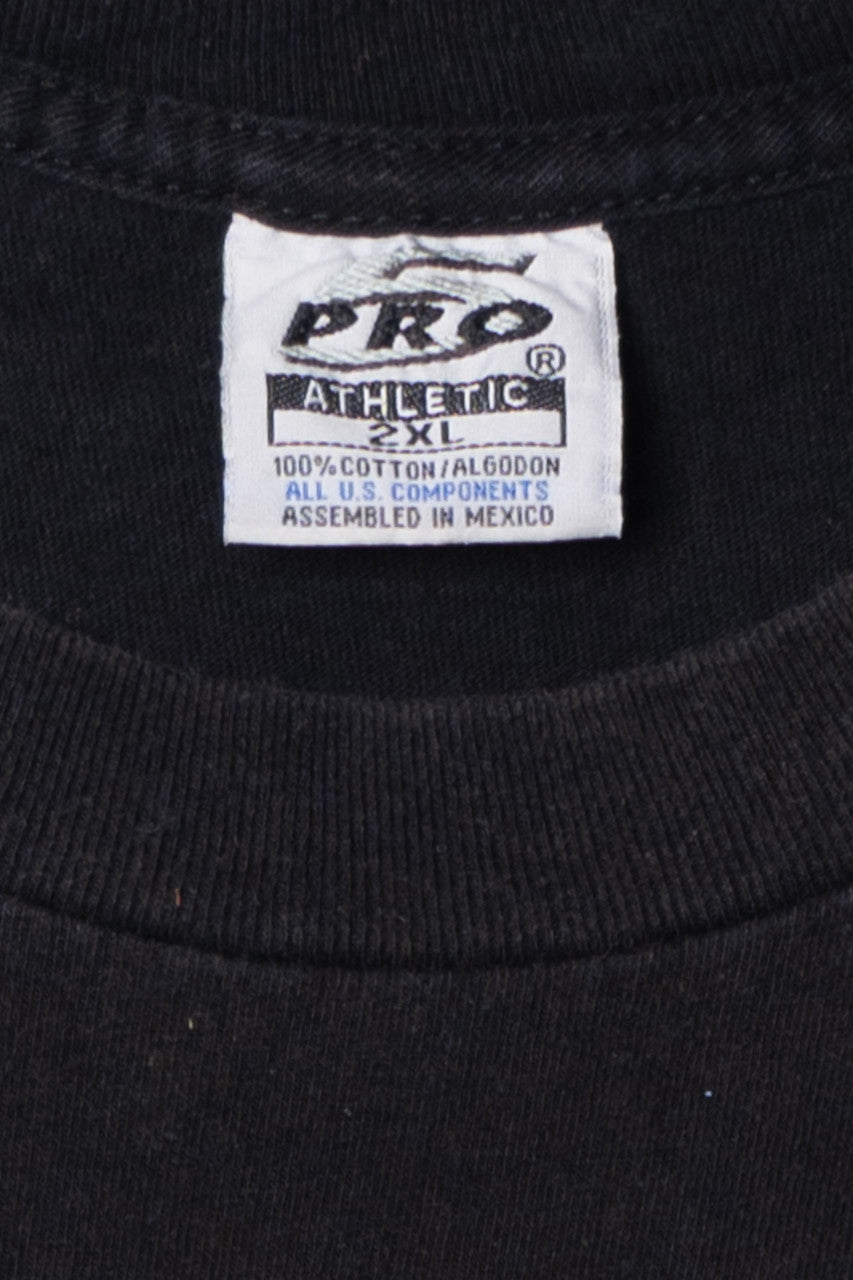 PRO
®
ATHLETIC
2XL
100% COTTON/ALGODON
ALL U.S. COMPONENTS
ASSEMBLED IN MEXICO